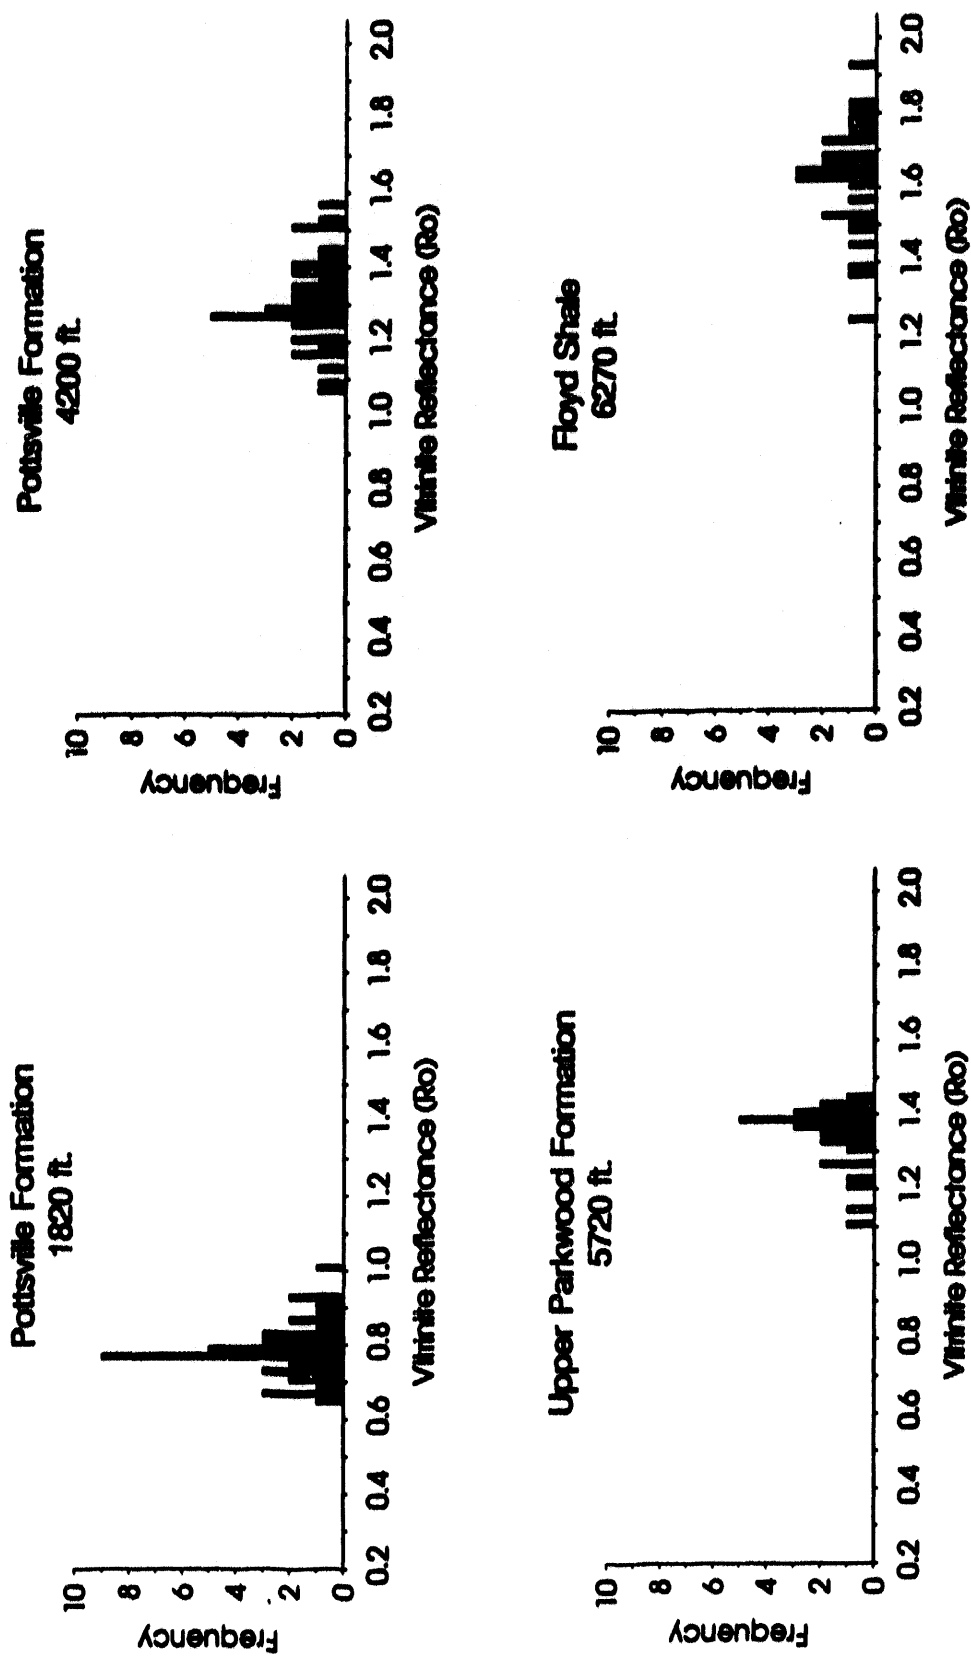 Pottsville Formation
1820 ft.
Frequency
10
8
6
4
2
0
0.2 0.4 0.6 0.8 1.0 1.2 1.4 1.6 1.8 2.0
Vitrinite Reflectance (Ro)
Pottsville Formation
4200 ft.
Frequency
10
8
6
4
2
0
0.2 0.4 0.6 0.8 1.0 1.2 1.4 1.6 1.8 2.0
Vitrinite Reflectance (Ro)
Upper Parkwood Formation
5720 ft.
Frequency
10
8
6
4
2
0
0.2 0.4 0.6 0.8 1.0 1.2 1.4 1.6 1.8 2.0
Vitrinite Reflectance (Ro)
Floyd Shale
6270 ft.
Frequency
10
8
6
4
2
0
0.2 0.4 0.6 0.8 1.0 1.2 1.4 1.6 1.8 2.0
Vitrinite Reflectance (Ro)